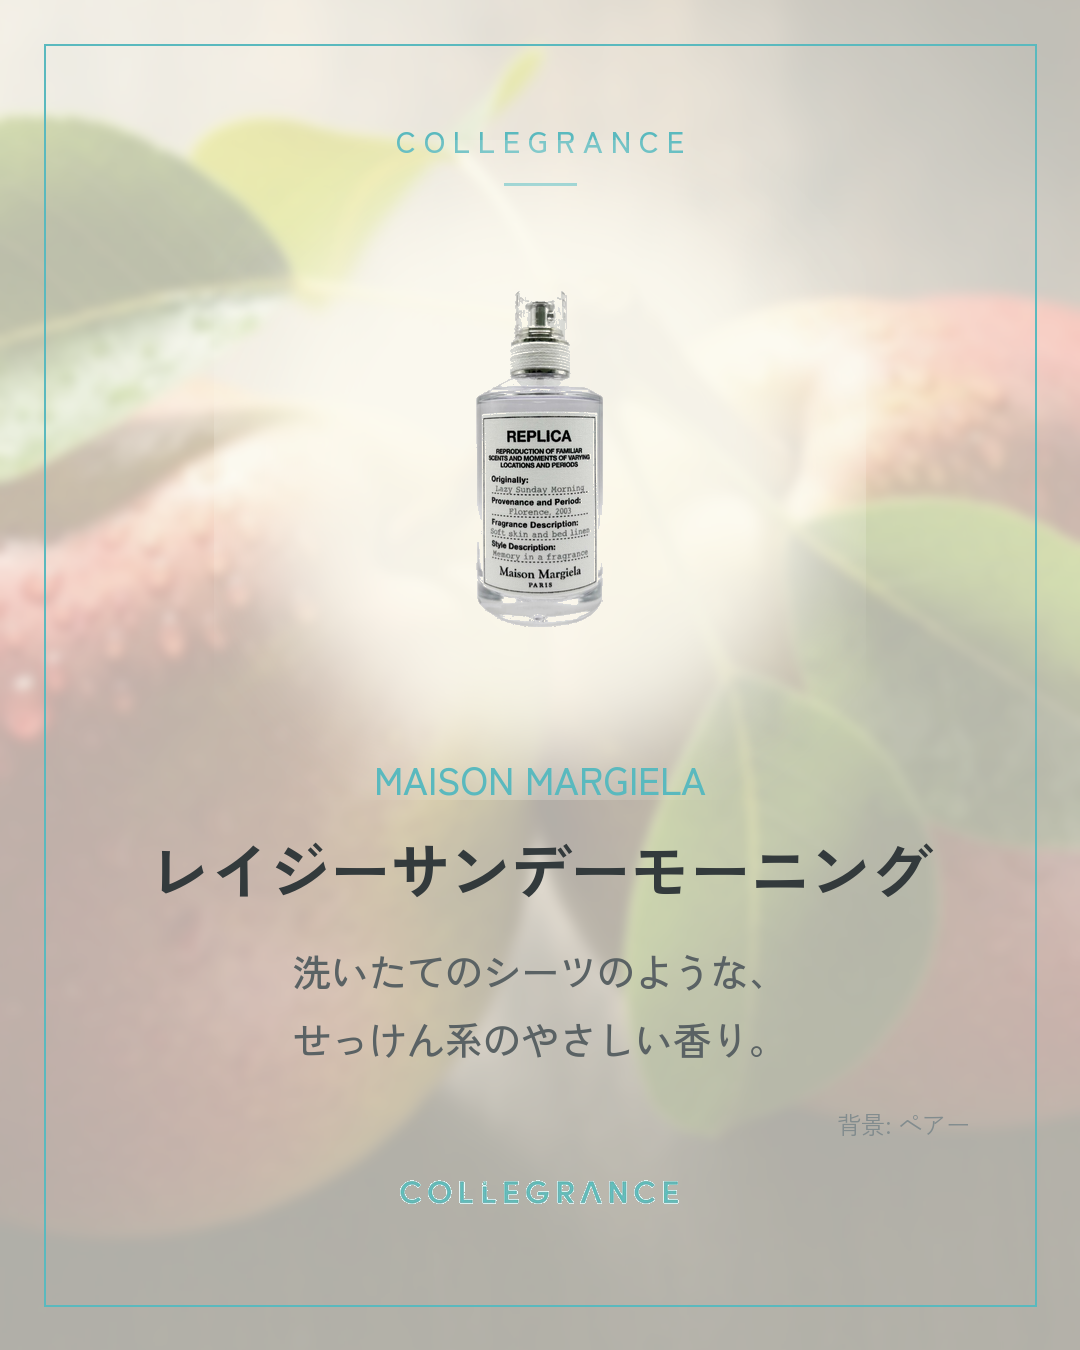 COLLEGRANCE
REPLICA
REPRODUCTION OF FAMILIAR
SCENTS AND MOMENTS OF VARYING
LOCATIONS AND PERIODS
Originally:
Lazy Sunday Morning
Provenance and Period:
Florence, 2003
Fragrance Description:
Soft skin and bed linen
Style Description:
Memory in a fragrance
Maison Margiela
PARIS
MAISON MARGIELA
レイジーサンデーモーニング
洗いたてのシーツのような、
せっけん系のやさしい香り。
背景: ペアー
COLLEGRANCE